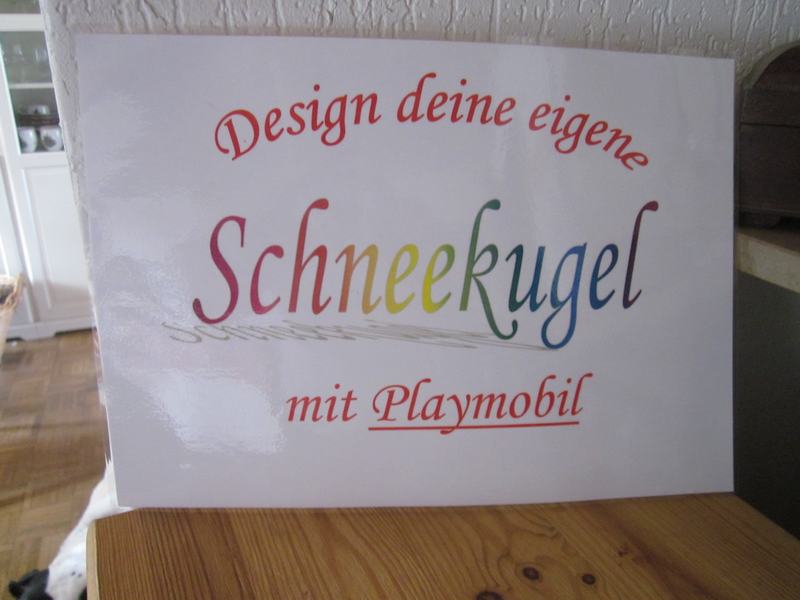 Design deine eigene
Schneekugel
mit Playmobil